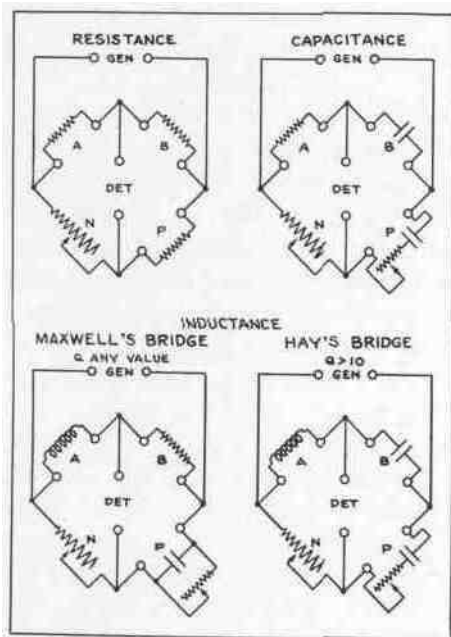 RESISTANCE
GEN
A
B
DET
N
P
CAPACITANCE
GEN
A
B
DET
N
P
INDUCTANCE
MAXWELL'S BRIDGE
Q ANY VALUE
GEN
A
B
DET
N
P
HAY'S BRIDGE
Q>10
GEN
A
B
DET
N
P